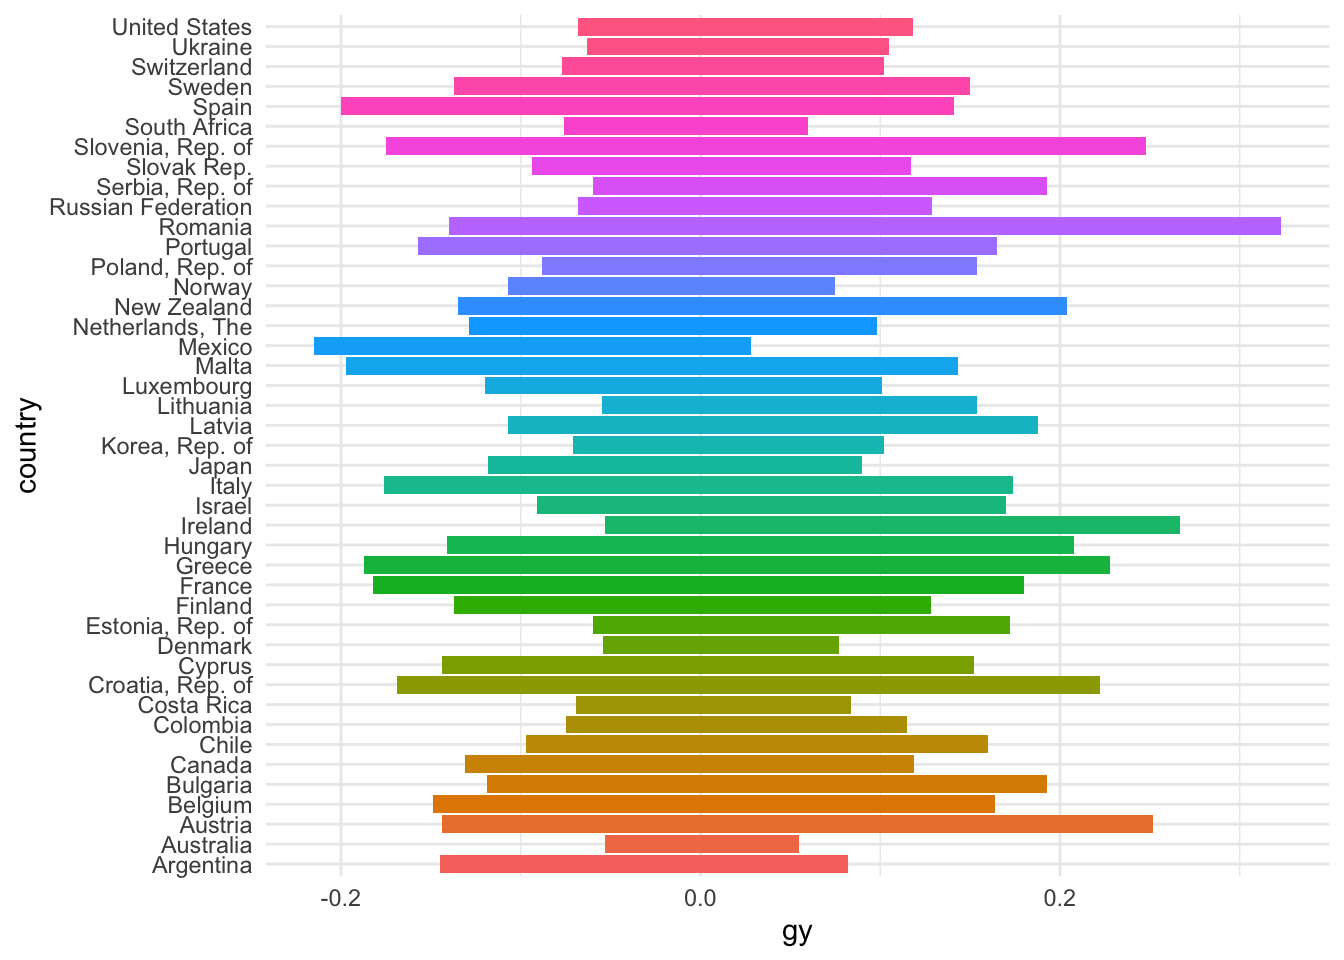 United States
Ukraine
Switzerland
Sweden
Spain
South Africa
Slovenia, Rep. of
Slovak Rep.
Serbia, Rep. of
Russian Federation
Romania
Portugal
Poland, Rep. of
Norway
New Zealand
Netherlands, The
Mexico
Malta
Luxembourg
Lithuania
Latvia
Korea, Rep. of
Japan
Italy
Israel
Ireland
Hungary
Greece
France
Finland
Estonia, Rep. of
Denmark
Cyprus
Croatia, Rep. of
Costa Rica
Colombia
Chile
Canada
Bulgaria
Belgium
Austria
Australia
Argentina
country
-0.2 0.0 0.2
gy